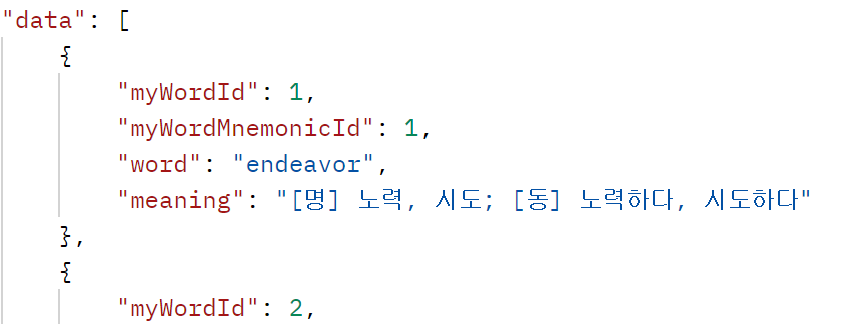 "data": [
{
"myWordId": 1,
"myWordMnemonicId": 1,
"word": "endeavor",
"meaning": "[명] 노력, 시도; [동] 노력하다, 시도하다"
},
{
"myWordId": 2,